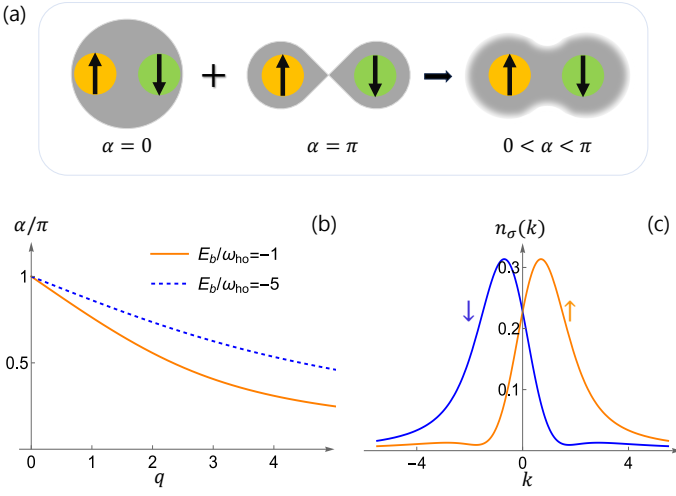 (a)
+
α = 0
α = π
0 < α < π
α/π
(b)
E_b/ω_ho=−1
E_b/ω_ho=−5
1
0.5
0
1
2
3
4
q
(c)
n_σ(k)
0.3
0.2
0.1
↓
↑
−4
0
4
k